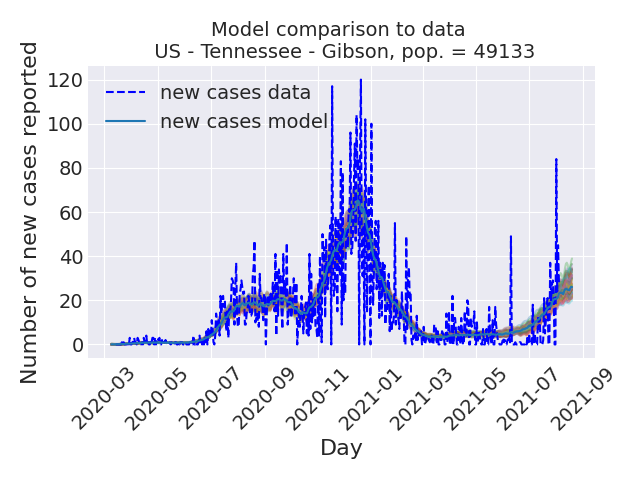 Model comparison to data
US - Tennessee - Gibson, pop. = 49133
Number of new cases reported
120
100
80
60
40
20
0
new cases data
new cases model
2020-03
2020-05
2020-07
2020-09
2020-11
2021-01
2021-03
2021-05
2021-07
2021-09
Day